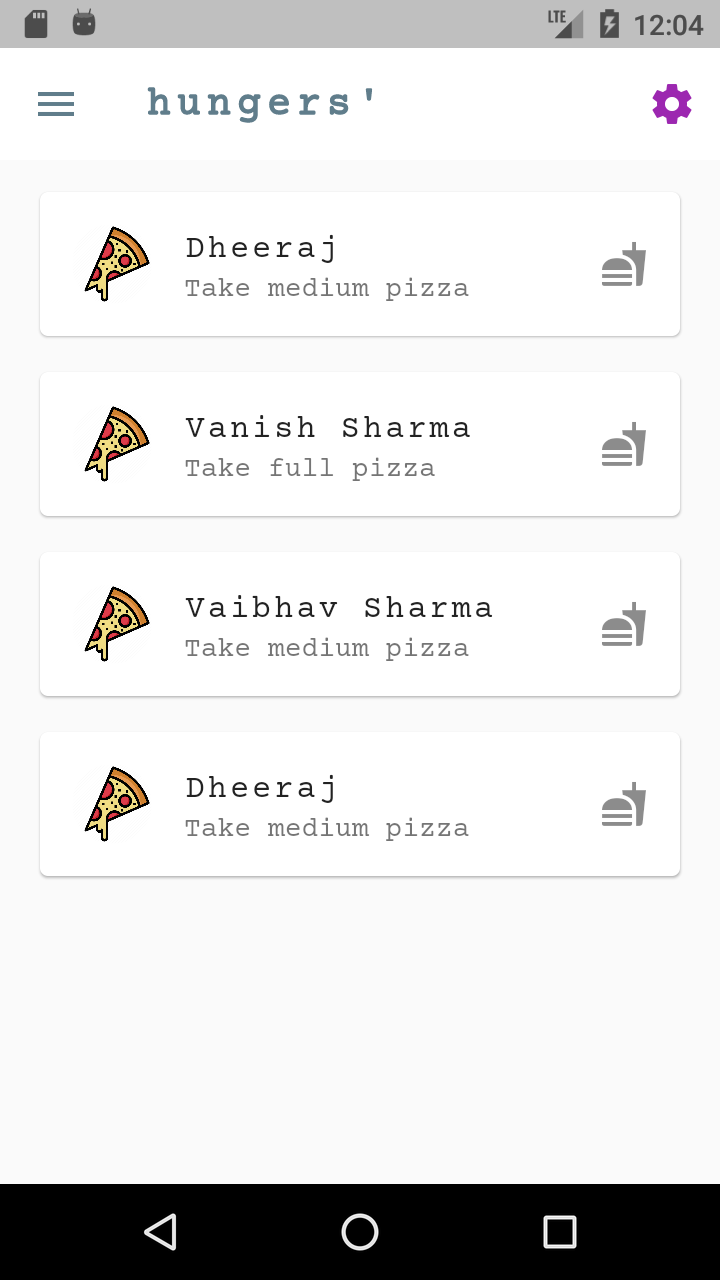 LTE 12:04
hungers'
Dheeraj
Take medium pizza
Vanish Sharma
Take full pizza
Vaibhav Sharma
Take medium pizza
Dheeraj
Take medium pizza